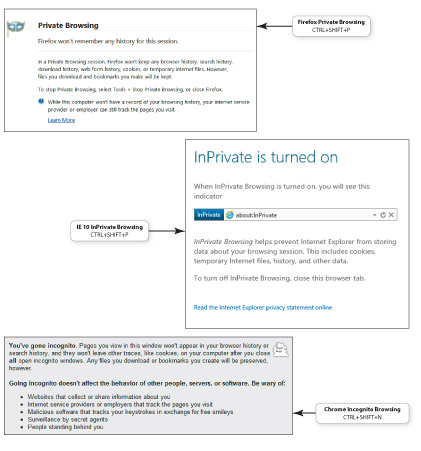 Private Browsing
Firefox won't remember any history for this session.
In a Private Browsing session, Firefox won't keep any browser history, search history,
download history, web form history, cookies, or temporary internet files. However,
files you download and bookmarks you make will be kept.
To stop Private Browsing, select Tools > Stop Private Browsing, or close Firefox.
While this computer won't have a record of your browsing history, your internet service
provider or employer can still track the pages you visit.
Learn More
Firefox Private Browsing
CTRL+SHIFT+P
InPrivate is turned on
When InPrivate Browsing is turned on, you will see this
indicator
InPrivate about:InPrivate
InPrivate Browsing helps prevent Internet Explorer from storing
data about your browsing session. This includes cookies,
temporary Internet files, history, and other data.
To turn off InPrivate Browsing, close this browser tab.
Read the Internet Explorer privacy statement online
IE 10 InPrivate Browsing
CTRL+SHIFT+P
You've gone incognito. Pages you view in this window won't appear in your browser history or
search history, and they won't leave other traces, like cookies, on your computer after you close
all open incognito windows. Any files you download or bookmarks you create will be preserved,
however.
Going incognito doesn't affect the behavior of other people, servers, or software. Be wary of:
• Websites that collect or share information about you
• Internet service providers or employers that track the pages you visit
• Malicious software that tracks your keystrokes in exchange for free smileys
• Surveillance by secret agents
• People standing behind you
Chrome Incognito Browsing
CTRL+SHIFT+N